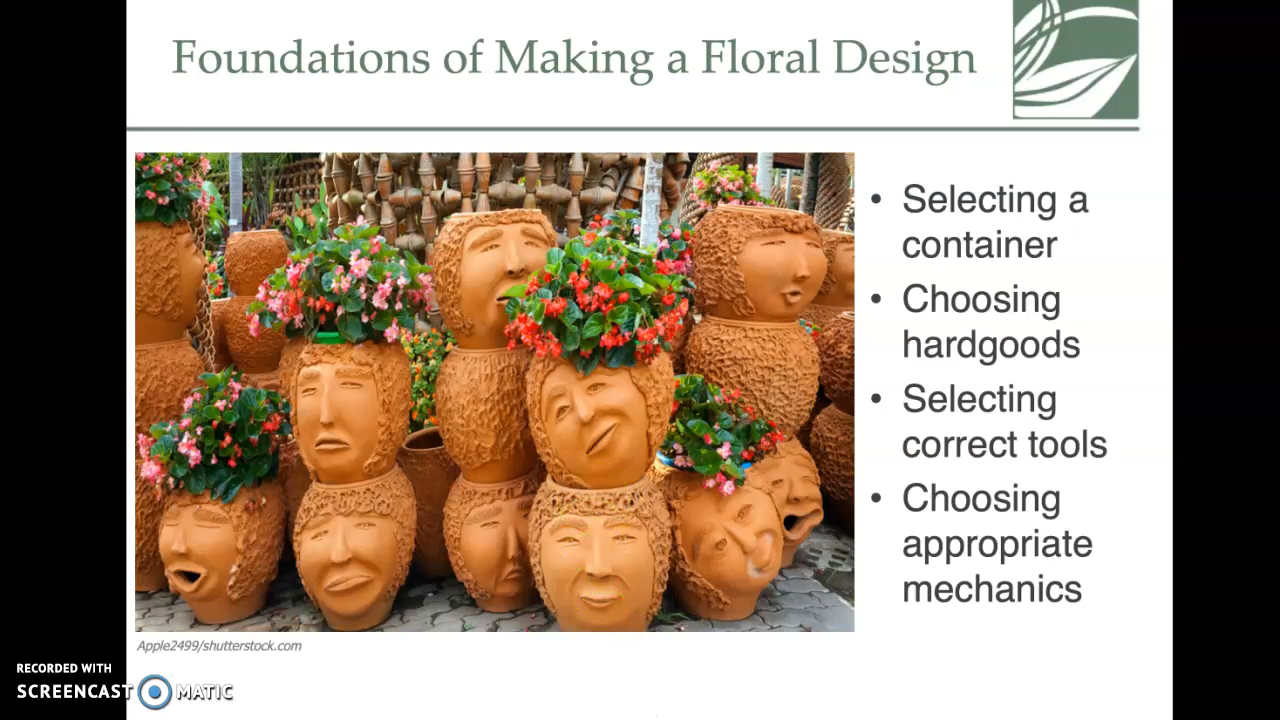 Foundations of Making a Floral Design
• Selecting a
container
• Choosing
hardgoods
• Selecting
correct tools
• Choosing
appropriate
mechanics
Apple2499/shutterstock.com
RECORDED WITH
SCREENCAST MATIC